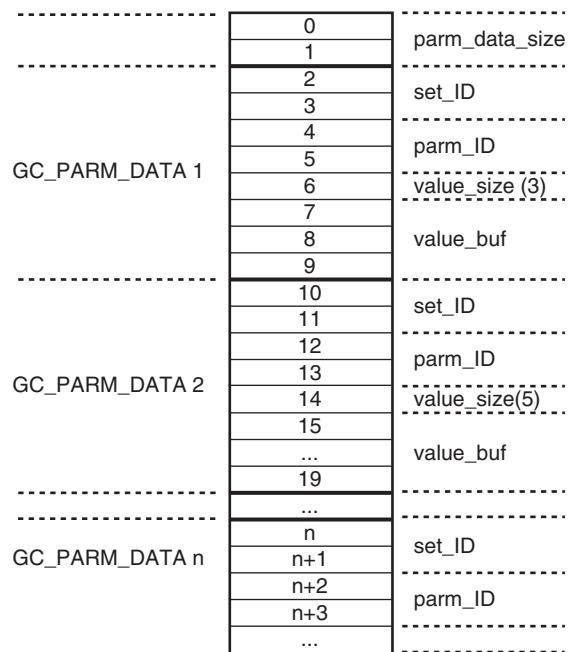 0
1
parm_data_size
2
3
set_ID
4
5
parm_ID
GC_PARM_DATA 1
6
value_size (3)
7
8
9
value_buf
10
11
set_ID
12
13
parm_ID
GC_PARM_DATA 2
14
value_size(5)
15
...
19
value_buf
...
n
n+1
set_ID
GC_PARM_DATA n
n+2
n+3
parm_ID
...